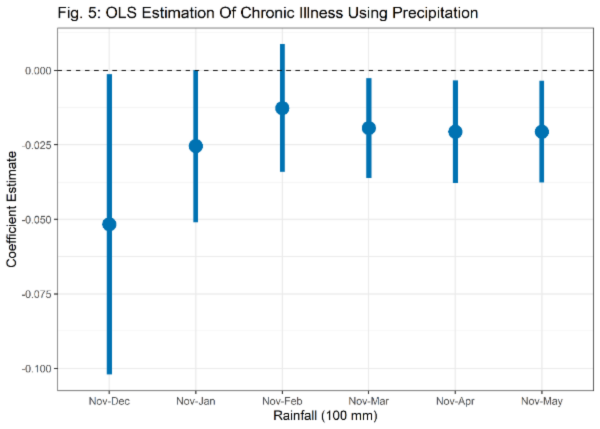 Fig. 5: OLS Estimation Of Chronic Illness Using Precipitation
Coefficient Estimate
0.000
-0.025
-0.050
-0.075
-0.100
Nov-Dec Nov-Jan Nov-Feb Nov-Mar Nov-Apr Nov-May
Rainfall (100 mm)